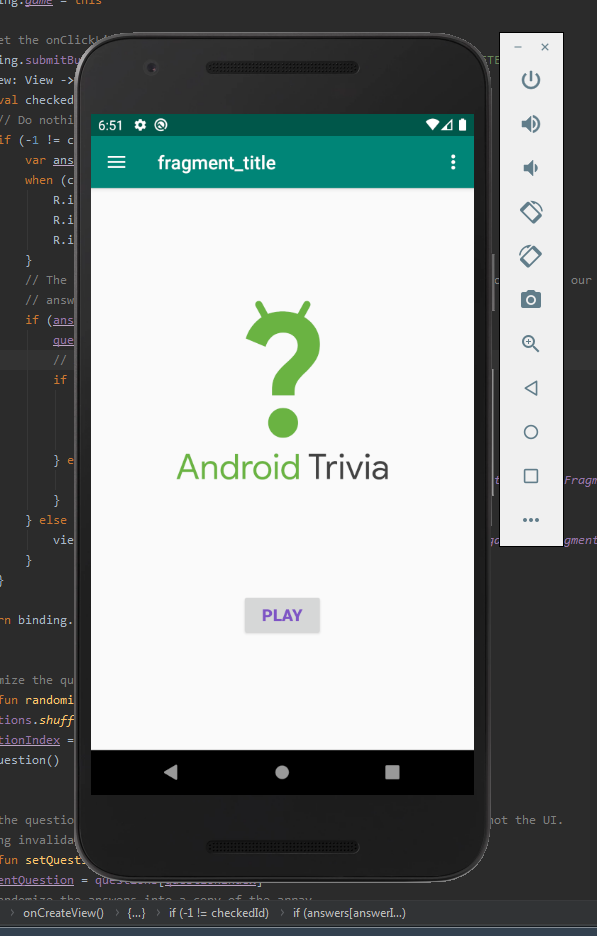 ng.game = this
et the onClickL
ng.submitBu
ew: View ->
val checked
// Do nothi
if (-1 != c
var ans
when (c
R.i
R.i
R.i
}
// The
our
// answ
if (ans
que
//
if
} e
Fragm
}
} else
vie
gment
}
}
rn binding.
mize the qu
fun randomi
tions.shuff
tionIndex =
uestion()
the questio
not the UI.
ng invalida
fun setQuest
entQuestion = questions[questionIndex]
andomize the answers into a copy of the array
6:51
fragment_title
Android Trivia
PLAY
onCreateView() › {...} › if (-1 != checkedId) › if (answers[answerI...)